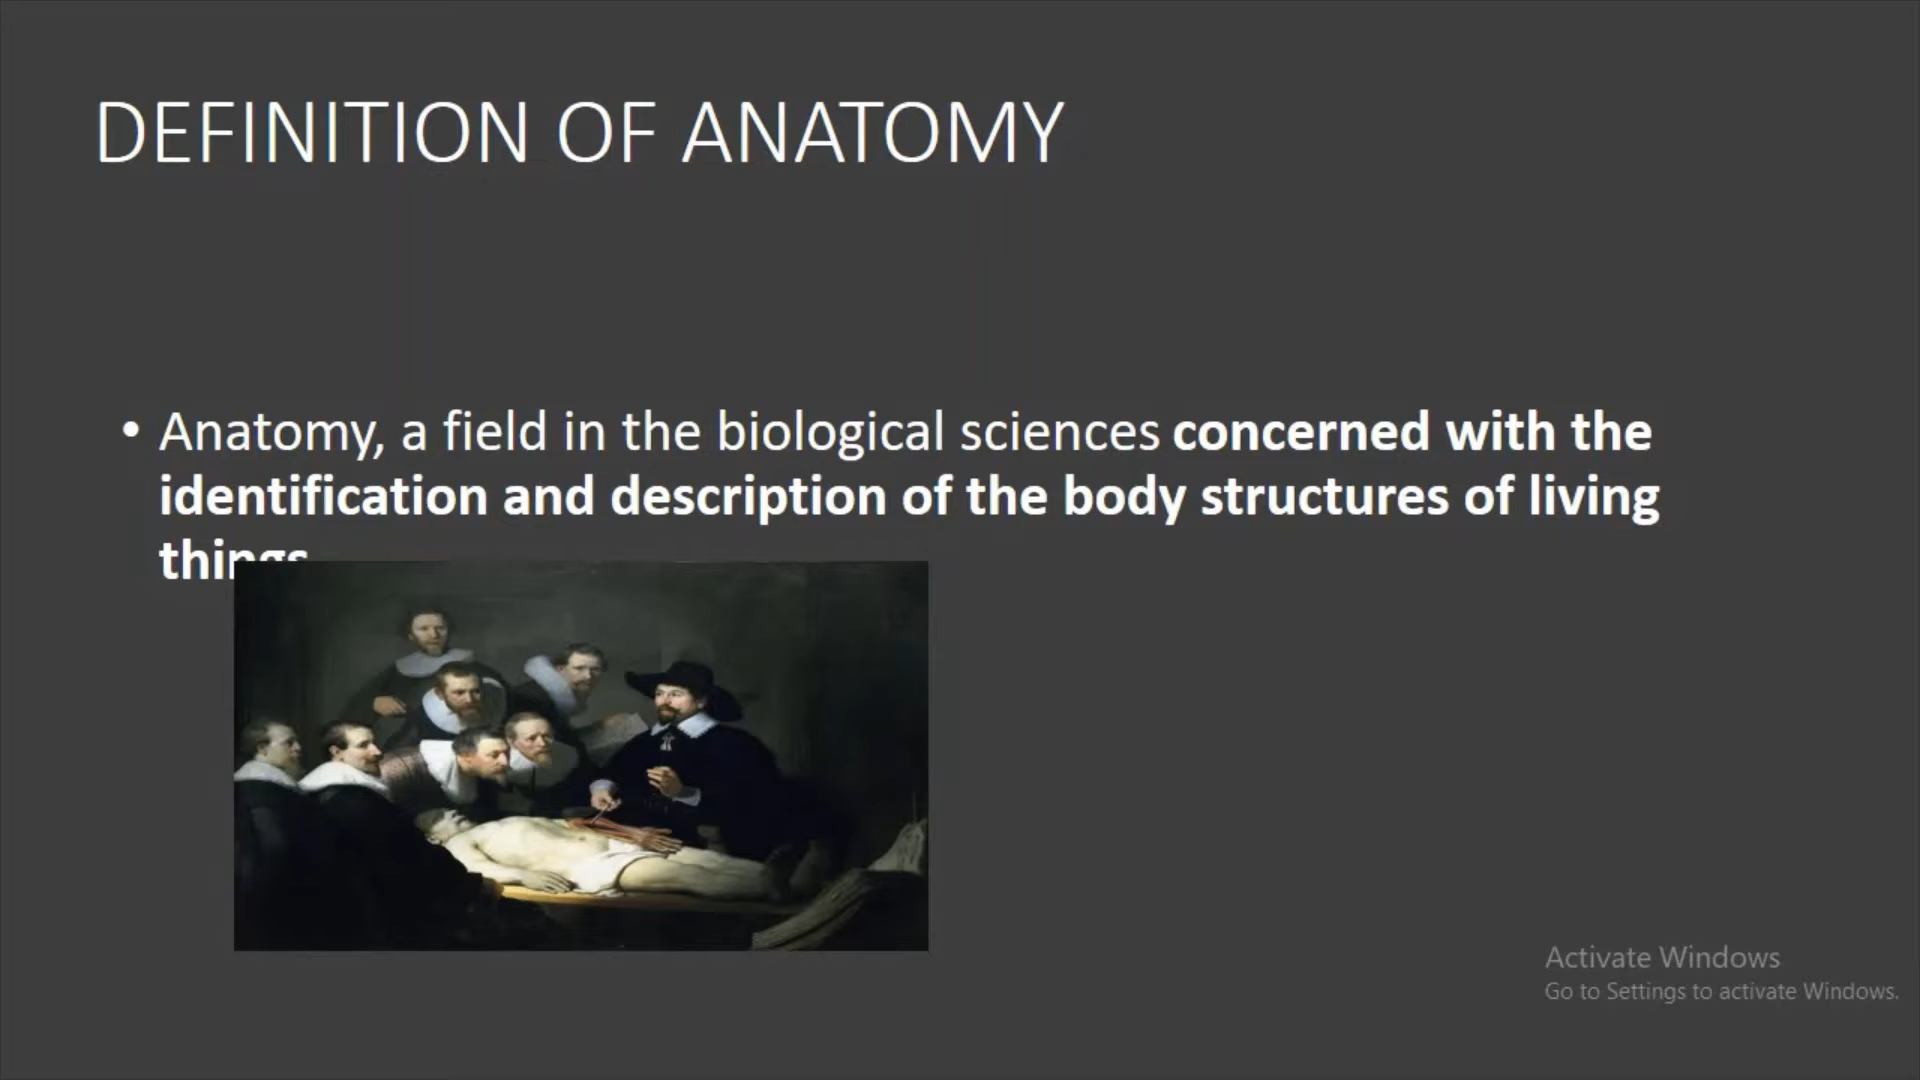 DEFINITION OF ANATOMY
• Anatomy, a field in the biological sciences concerned with the
identification and description of the body structures of living
things
Activate Windows
Go to Settings to activate Windows.